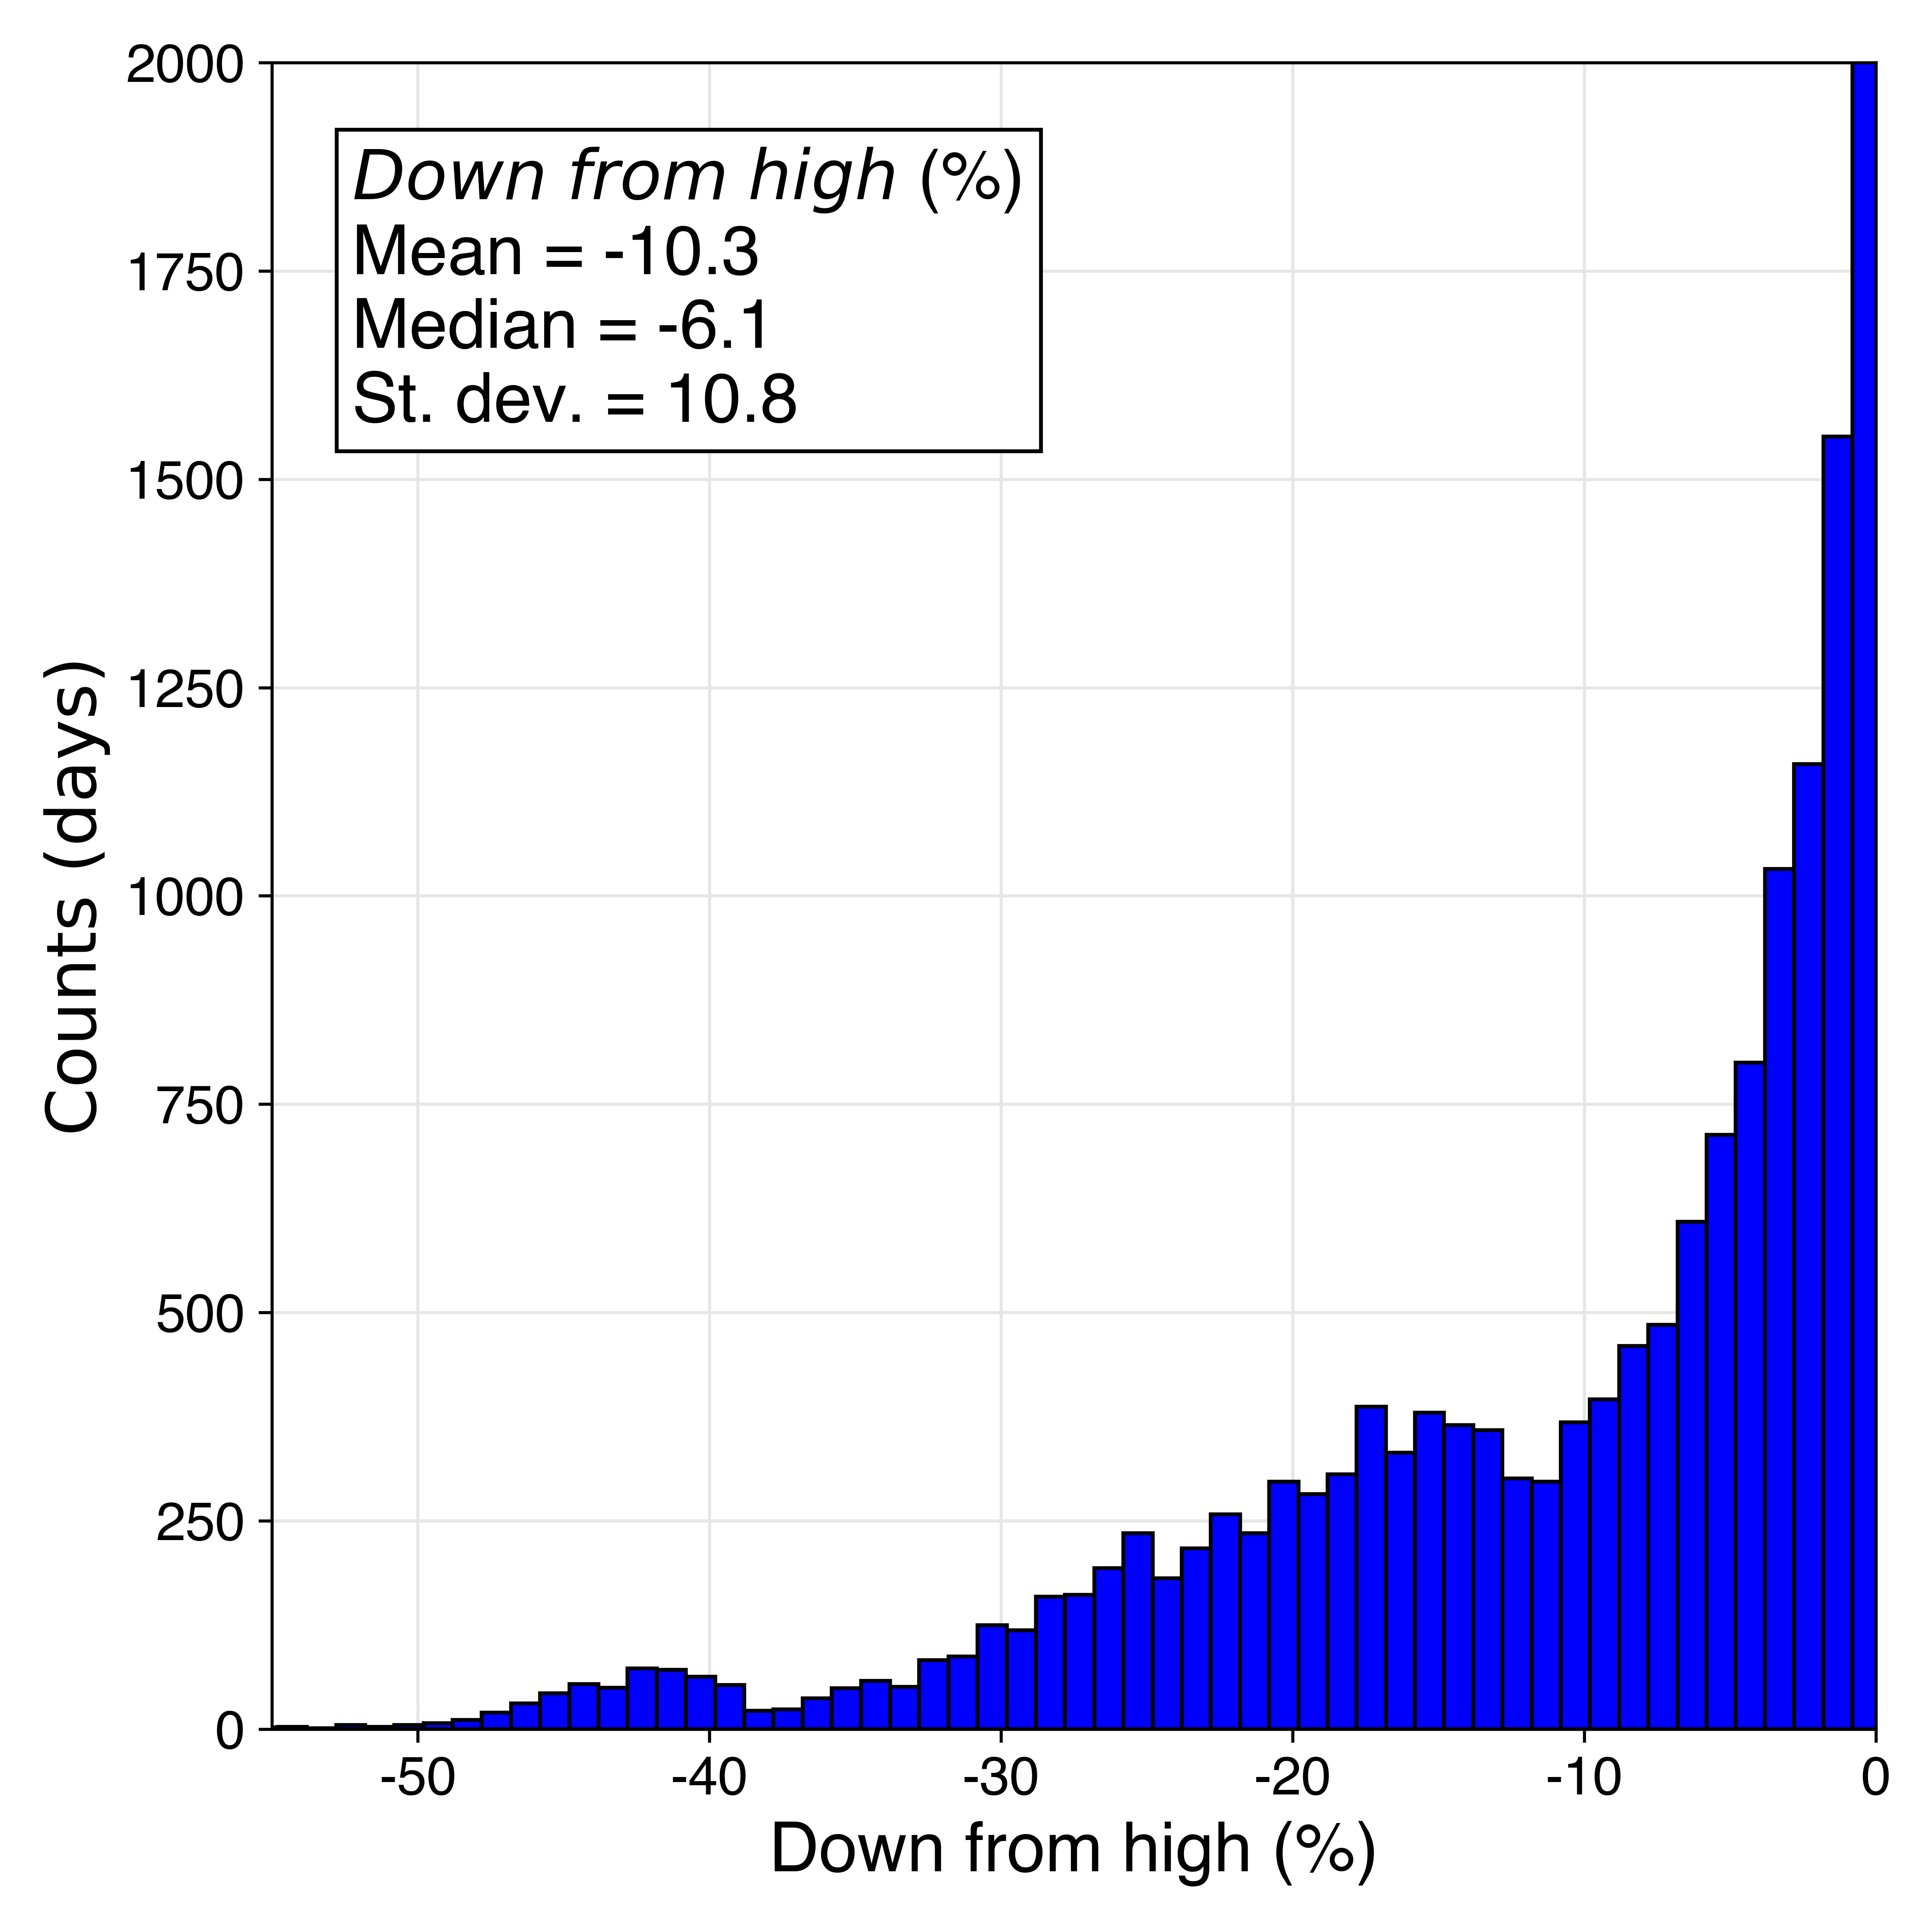 2000
1750
1500
1250
1000
750
500
250
0
Counts (days)
Down from high (%)
Mean = -10.3
Median = -6.1
St. dev. = 10.8
-50 -40 -30 -20 -10 0
Down from high (%)